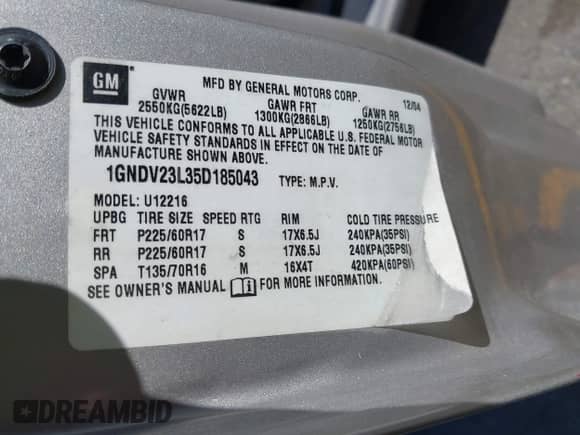 GM
MFD BY GENERAL MOTORS CORP. 12/04
GVWR GAWR FRT GAWR RR
2550KG(5622LB) 1300KG(2866LB) 1250KG(2756LB)
THIS VEHICLE CONFORMS TO ALL APPLICABLE U.S. FEDERAL MOTOR
VEHICLE SAFETY STANDARDS IN EFFECT ON THE DATE OF
MANUFACTURE SHOWN ABOVE.
1GNDV23L35D185043 TYPE: M.P.V.
MODEL: U12216
UPBG TIRE SIZE SPEED RTG RIM COLD TIRE PRESSURE
FRT P225/60R17 S 17X6.5J 240KPA(35PSI)
RR P225/60R17 S 17X6.5J 240KPA(35PSI)
SPA T135/70R16 M 16X4T 420KPA(60PSI)
SEE OWNER'S MANUAL i FOR MORE INFORMATION.
DREAMBID